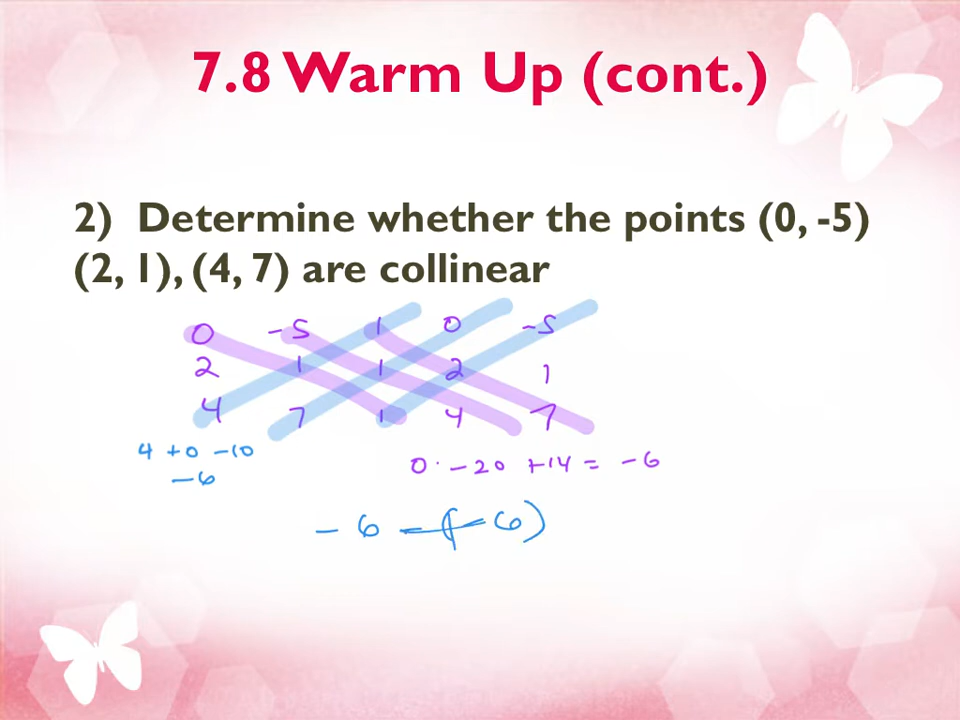 7.8 Warm Up (cont.)
2) Determine whether the points (0, -5)
(2, 1), (4, 7) are collinear
0 -5 1 0 -5
2 1 1 2 1
4 7 1 4 7
4 +0 -10
-6
0 · -20 +14 = -6
-6 -(-6)